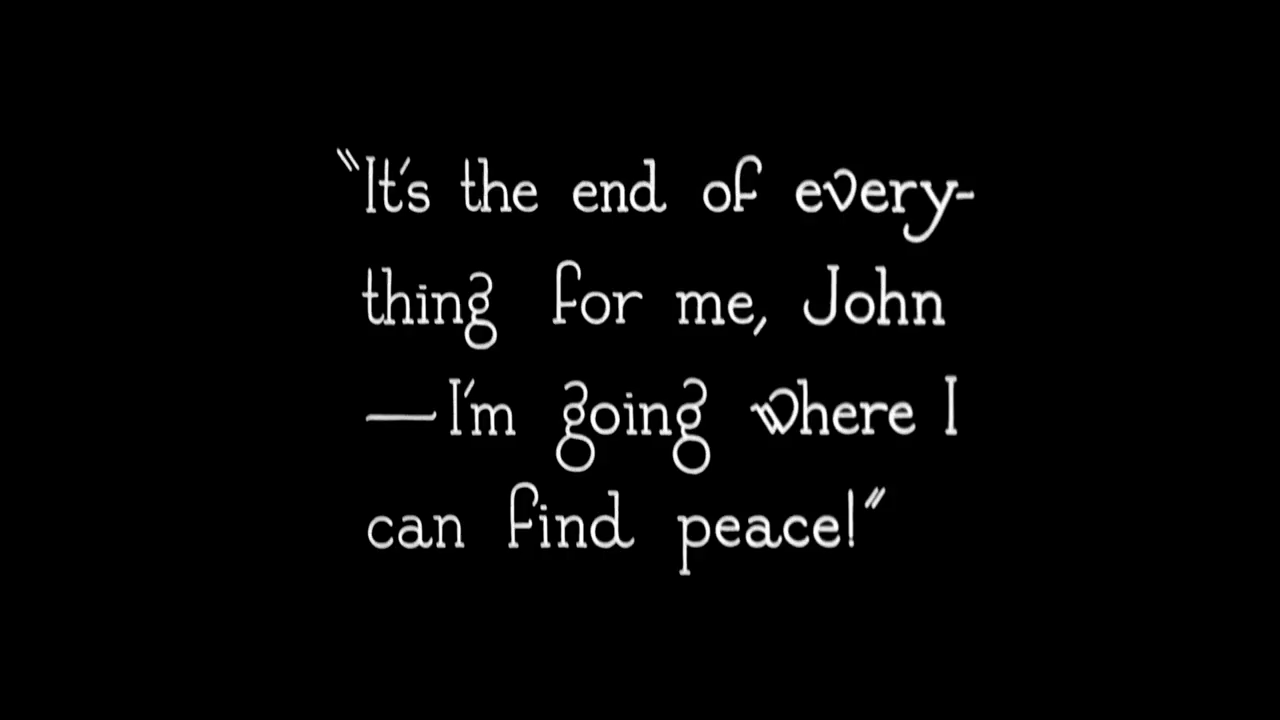 "It's the end of every-
thing for me, John
—I'm going where I
can find peace!"